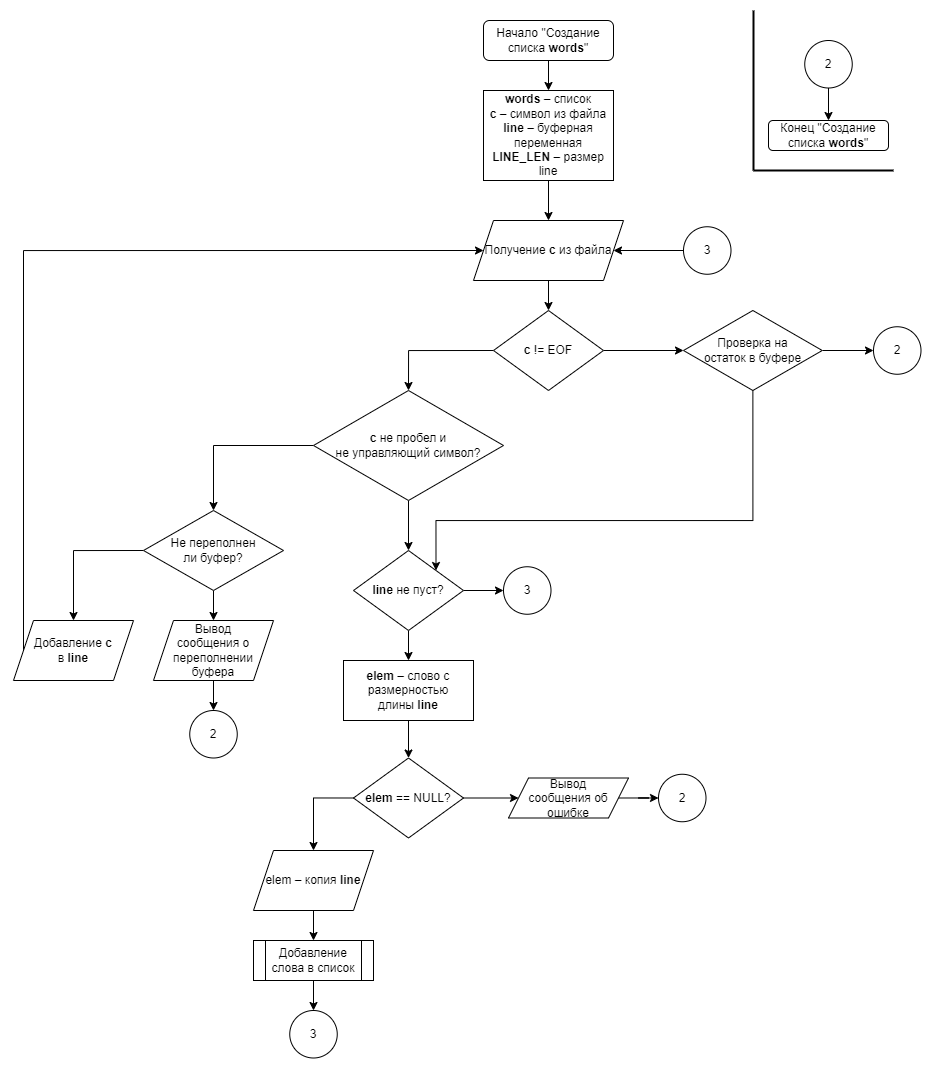 Начало "Создание
списка words"
2
Конец "Создание
списка words"
words – список
c – символ из файла
line – буферная
переменная
LINE_LEN – размер
line
Получение c из файла
3
c != EOF
Проверка на
остаток в буфере
2
c не пробел и
не управляющий символ?
Не переполнен
ли буфер?
line не пуст?
3
Добавление c
в line
Вывод
сообщения о
переполнении
буфера
elem – слово с
размерностью
длины line
2
elem == NULL?
Вывод
сообщения об
ошибке
2
elem – копия line
Добавление
слова в список
3